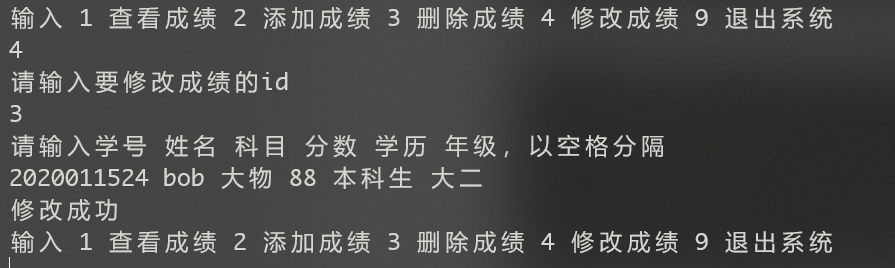 输入 1 查看成绩 2 添加成绩 3 删除成绩 4 修改成绩 9 退出系统
4
请输入要修改成绩的id
3
请输入学号 姓名 科目 分数 学历 年级，以空格分隔
2020011524 bob 大物 88 本科生 大二
修改成功
输入 1 查看成绩 2 添加成绩 3 删除成绩 4 修改成绩 9 退出系统